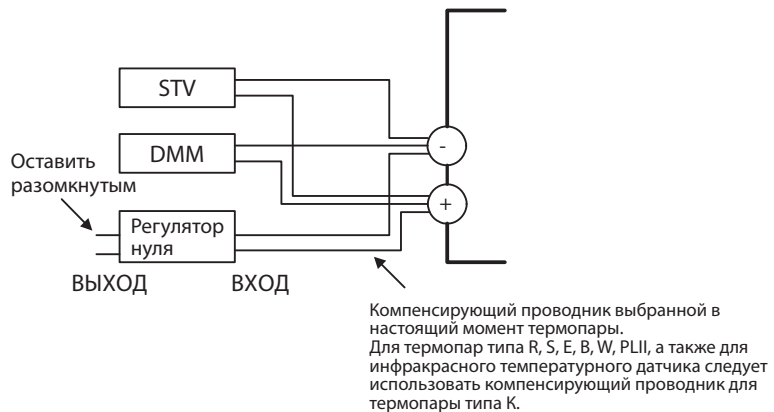 STV
DMM
Оставить
разомкнутым
Регулятор
нуля
ВЫХОД
ВХОД
-
+
Компенсирующий проводник выбранной в
настоящий момент термопары.
Для термопар типа R, S, E, B, W, PLII, а также для
инфракрасного температурного датчика следует
использовать компенсирующий проводник для
термопары типа K.